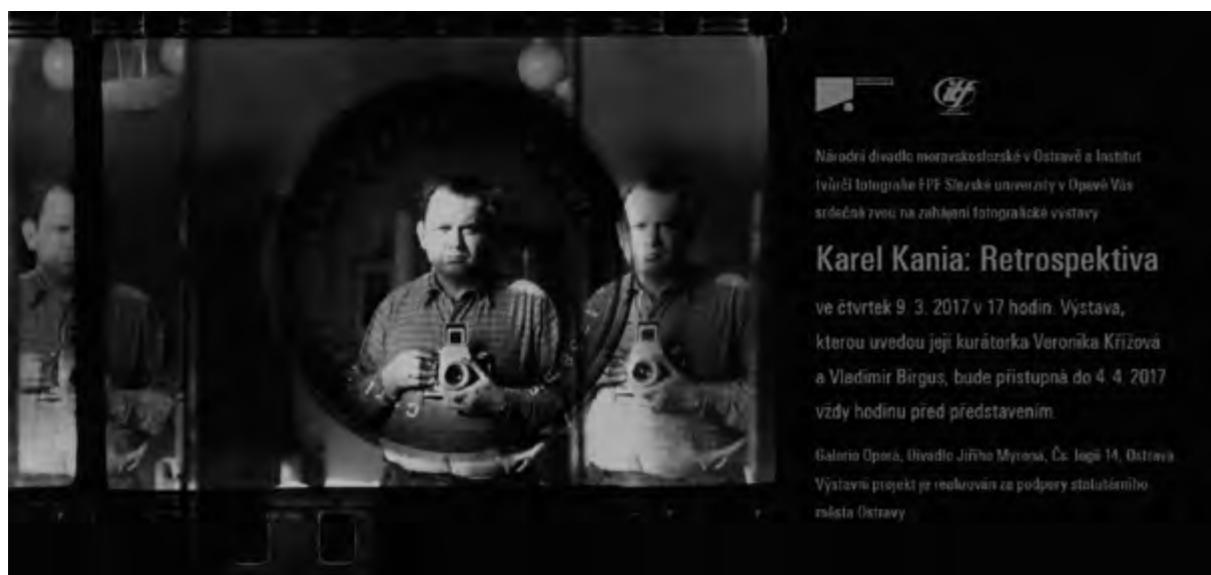 itf
Národní divadlo moravskoslezské v Ostravě a Institut
tvůrčí fotografie FPF Slezské univerzity v Opavě Vás
srdečně zvou na zahájení fotografické výstavy
Karel Kania: Retrospektiva
ve čtvrtek 9. 3. 2017 v 17 hodin. Výstava,
kterou uvedou její kurátorka Veronika Křížová
a Vladimír Birgus, bude přístupná do 4. 4. 2017
vždy hodinu před představením.
Galerie Opera, Divadlo Jiřího Myrona, Čs. legií 14, Ostrava
Výstavní projekt je realizován za podpory statutárního
města Ostravy